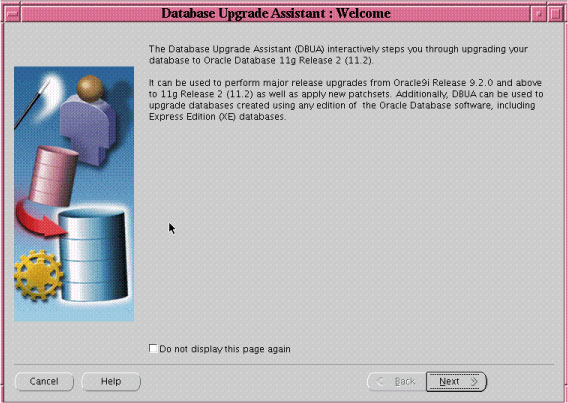 Database Upgrade Assistant : Welcome
The Database Upgrade Assistant (DBUA) interactively steps you through upgrading your
database to Oracle Database 11g Release 2 (11.2).
It can be used to perform major release upgrades from Oracle9i Release 9.2.0 and above
to 11g Release 2 (11.2) as well as apply new patchsets. Additionally, DBUA can be used to
upgrade databases created using any edition of the Oracle Database software, including
Express Edition (XE) databases.
Do not display this page again
Cancel Help Back Next